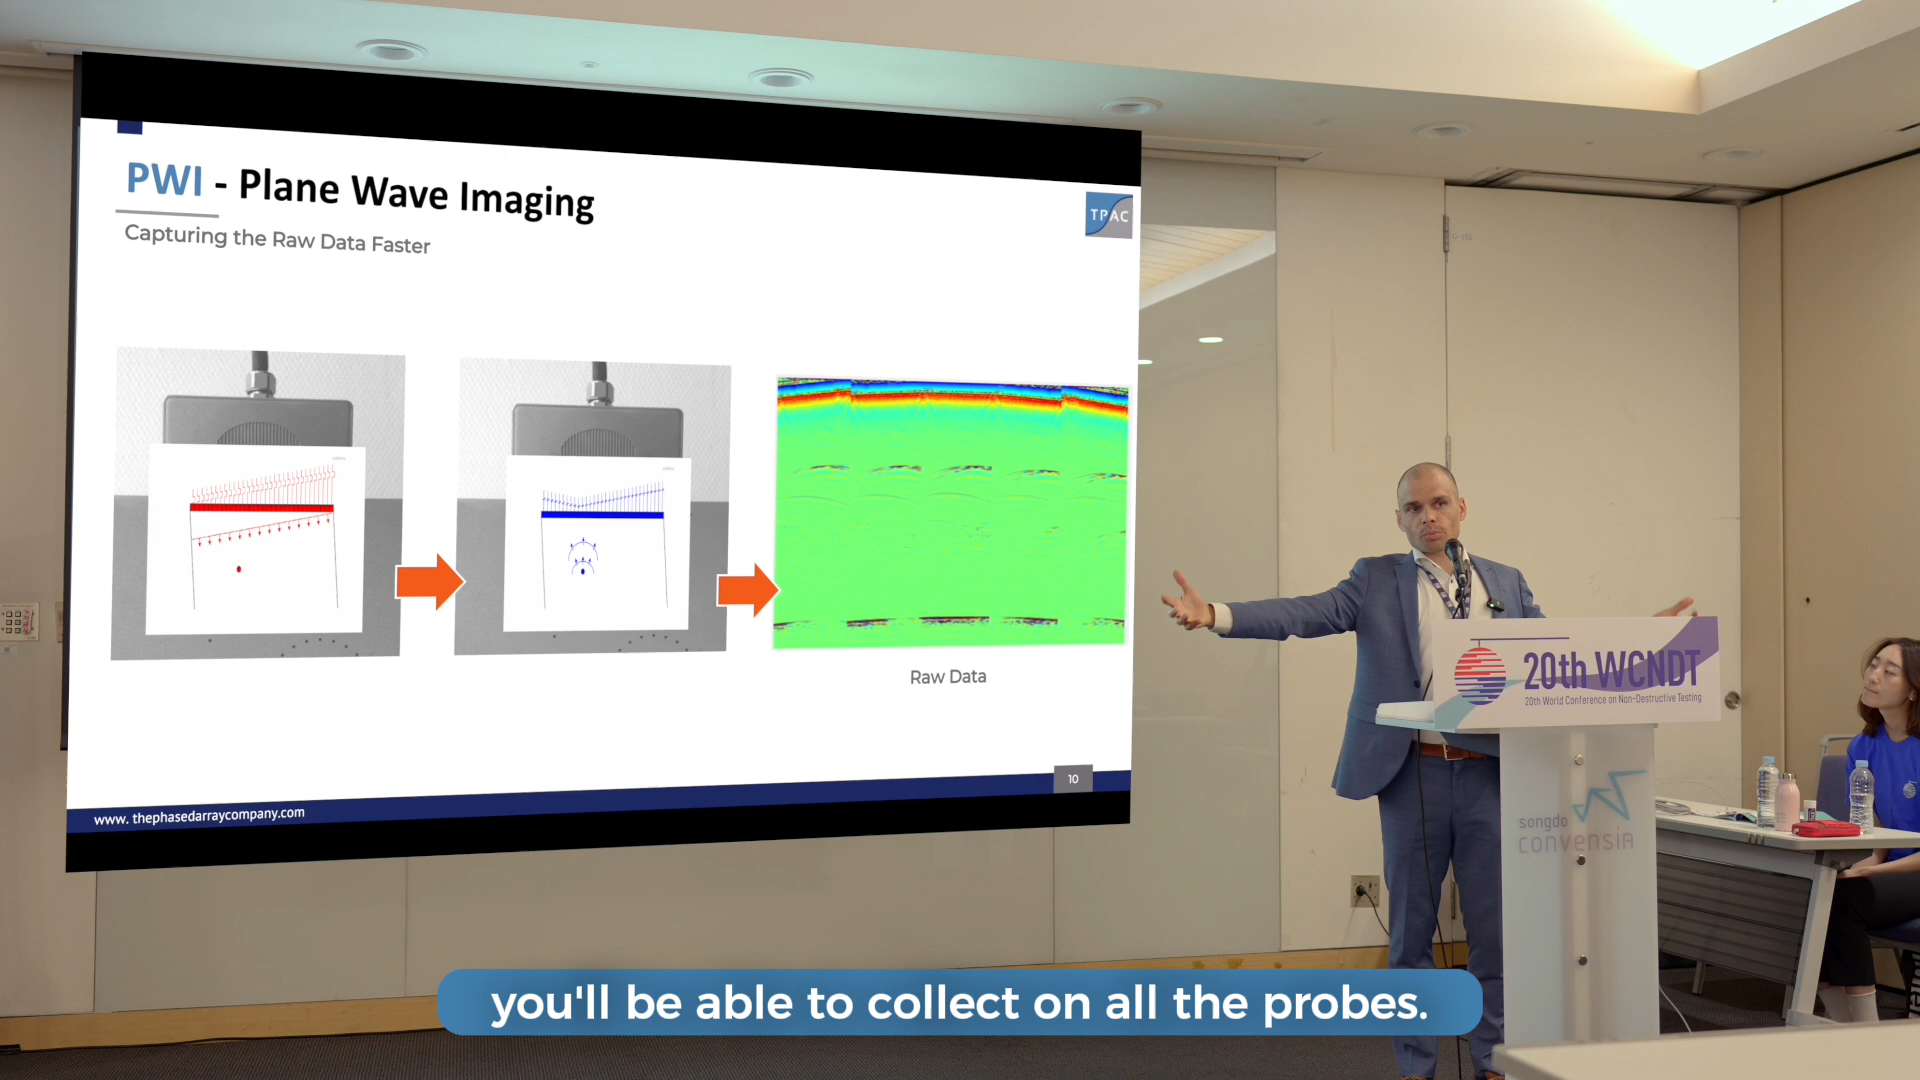 PWI - Plane Wave Imaging
TPAC
Capturing the Raw Data Faster
Raw Data
10
www. thephasedarraycompany.com
20th WCNDT
20th World Conference on Non-Destructive Testing
songdo
convensia
you'll be able to collect on all the probes.